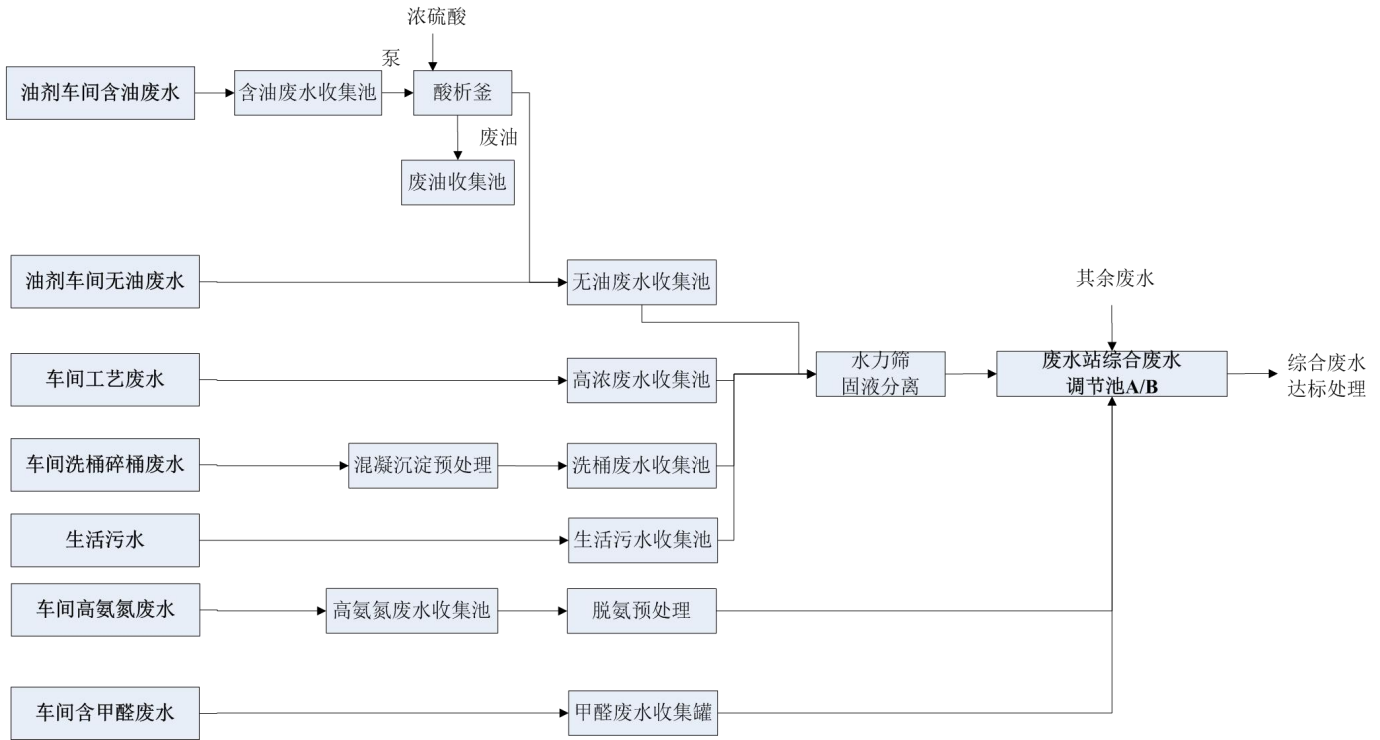 浓硫酸
泵
油剂车间含油废水
含油废水收集池
酸析釜
废油
废油收集池
油剂车间无油废水
无油废水收集池
其余废水
车间工艺废水
高浓废水收集池
水力筛
固液分离
废水站综合废水
调节池A/B
综合废水
达标处理
车间洗桶碎桶废水
混凝沉淀预处理
洗桶废水收集池
生活污水
生活污水收集池
车间高氨氮废水
高氨氮废水收集池
脱氨预处理
车间含甲醛废水
甲醛废水收集罐